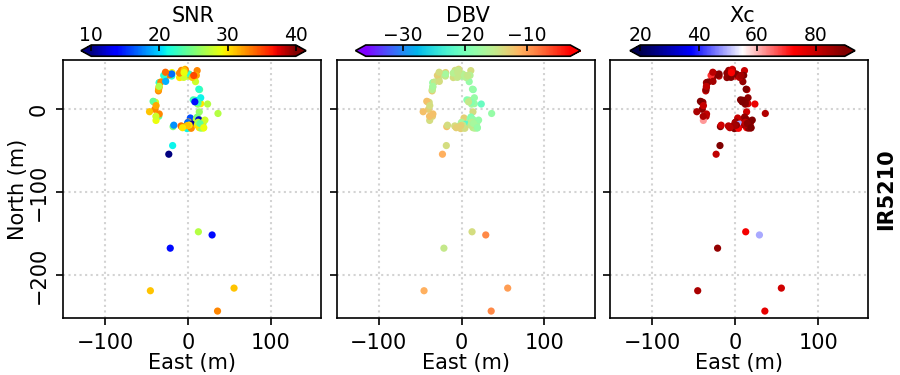 SNR DBV Xc
10 20 30 40 −30 −20 −10 20 40 60 80
North (m)
0
−100
−200
IR5210
−100 0 100 −100 0 100 −100 0 100
East (m) East (m) East (m)